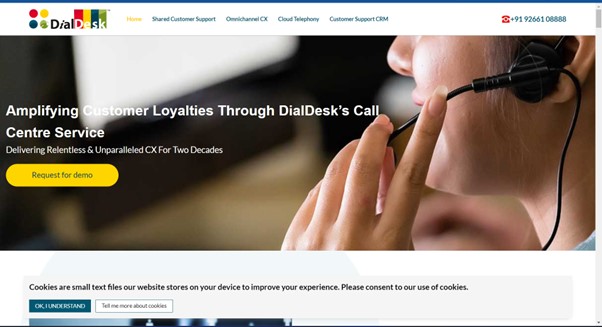 DialDesk
Home
Shared Customer Support
Omnichannel CX
Cloud Telephony
Customer Support CRM
+91 92661 08888
Amplifying Customer Loyalties Through DialDesk's Call
Centre Service
Delivering Relentless & Unparalleled CX For Two Decades
Request for demo
Cookies are small text files our website stores on your device to improve your experience. Please consent to our use of cookies.
OK, I UNDERSTAND
Tell me more about cookies